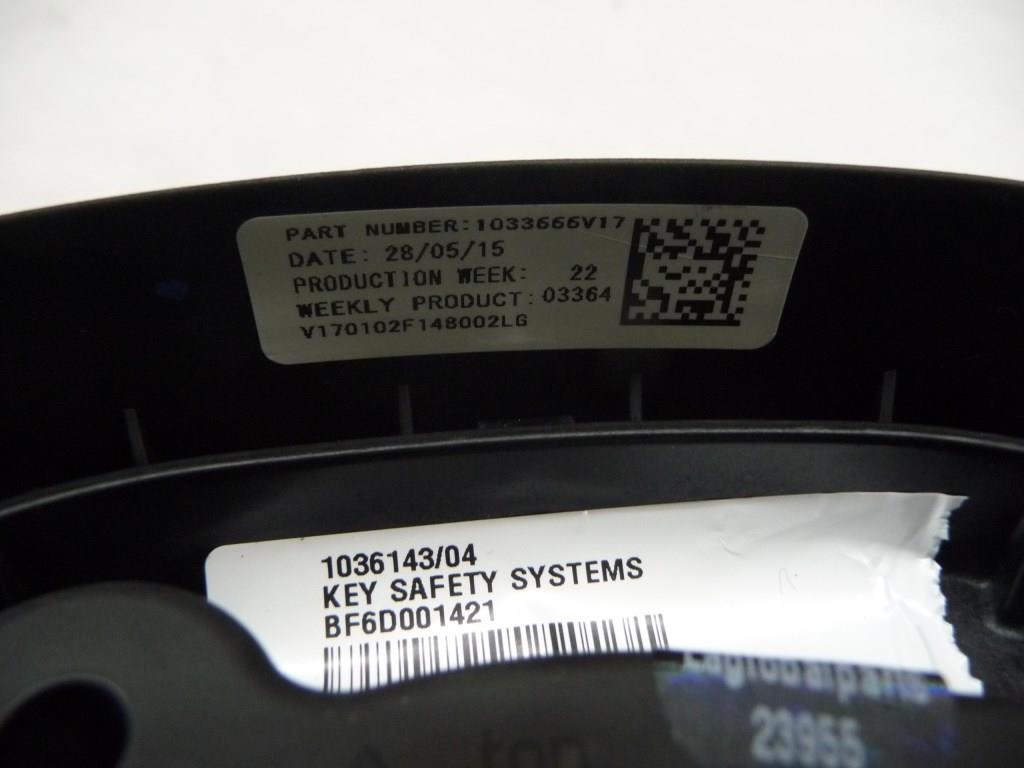 PART NUMBER: 1033666V17
DATE: 28/05/15
PRODUCTION WEEK: 22
WEEKLY PRODUCT: 03364
V170102F148002LG
1036143/04
KEY SAFETY SYSTEMS
BF6D001421
23955